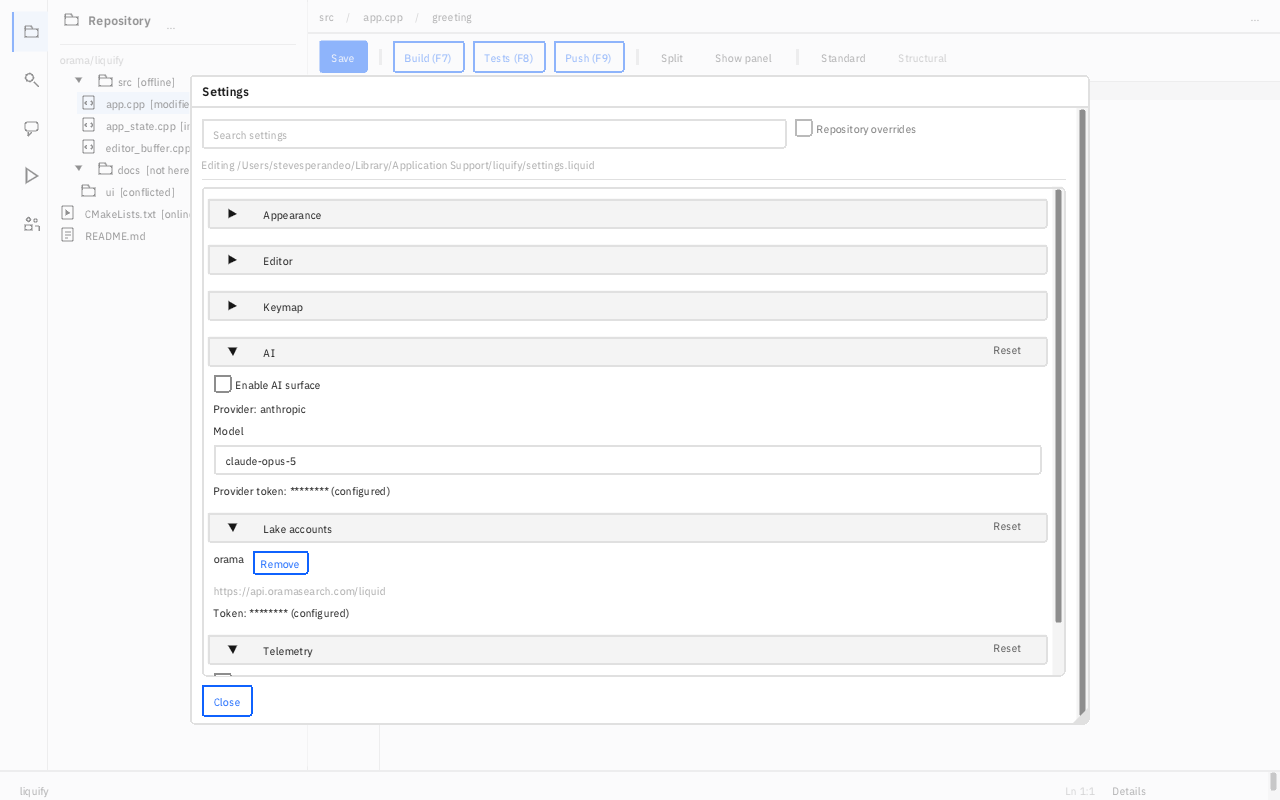 Repository
...
orama/liquify
src [offline]
app.cpp [modifie
app_state.cpp [in
editor_buffer.cpp
docs [not here
ui [conflicted]
CMakeLists.txt [onlin
README.md
src / app.cpp / greeting
...
Save
Build (F7)
Tests (F8)
Push (F9)
Split
Show panel
Standard
Structural
Settings
Search settings
Repository overrides
Editing /Users/stevesperandeo/Library/Application Support/liquify/settings.liquid
Appearance
Editor
Keymap
AI
Reset
Enable AI surface
Provider: anthropic
Model
claude-opus-5
Provider token: ******** (configured)
Lake accounts
Reset
orama
Remove
https://api.oramasearch.com/liquid
Token: ******** (configured)
Telemetry
Reset
Close
liquify
Ln 1:1
Details